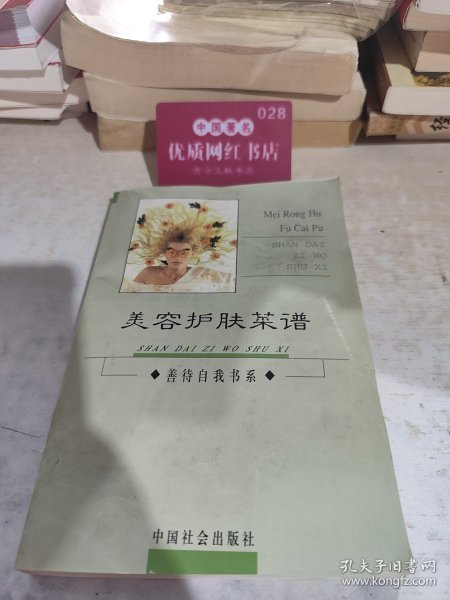 028
中国著名
优质网红书店
Mei Rong Hu
Fu Cai Pu
SHAN DAI
ZI WO
SHU XI
美容护肤菜谱
SHAN DAI ZI WO SHU XI
◆善待自我书系◆
中国社会出版社
孔夫子旧书网
www.kongfz.com